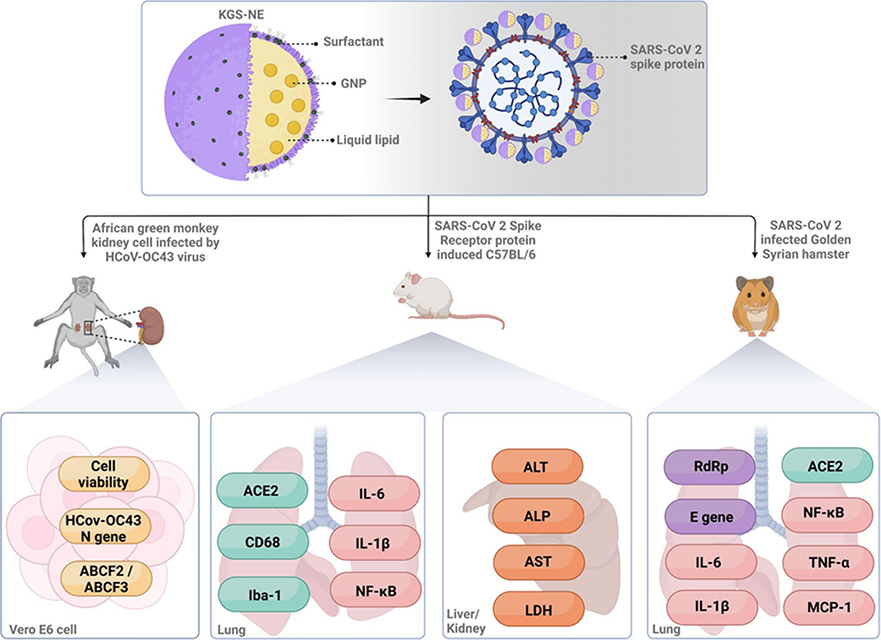 KGS-NE
Surfactant
GNP
Liquid lipid
SARS-CoV 2
spike protein
African green monkey
kidney cell infected by
HCoV-OC43 virus
SARS-CoV 2 Spike
Receptor protein
induced C57BL/6
SARS-CoV 2
infected Golden
Syrian hamster
Cell
viability
HCov-OC43
N gene
ABCF2 /
ABCF3
Vero E6 cell
ACE2
CD68
Iba-1
IL-6
IL-1β
NF-κB
Lung
ALT
ALP
AST
LDH
Liver/
Kidney
RdRp
E gene
IL-6
IL-1β
ACE2
NF-κB
TNF-α
MCP-1
Lung